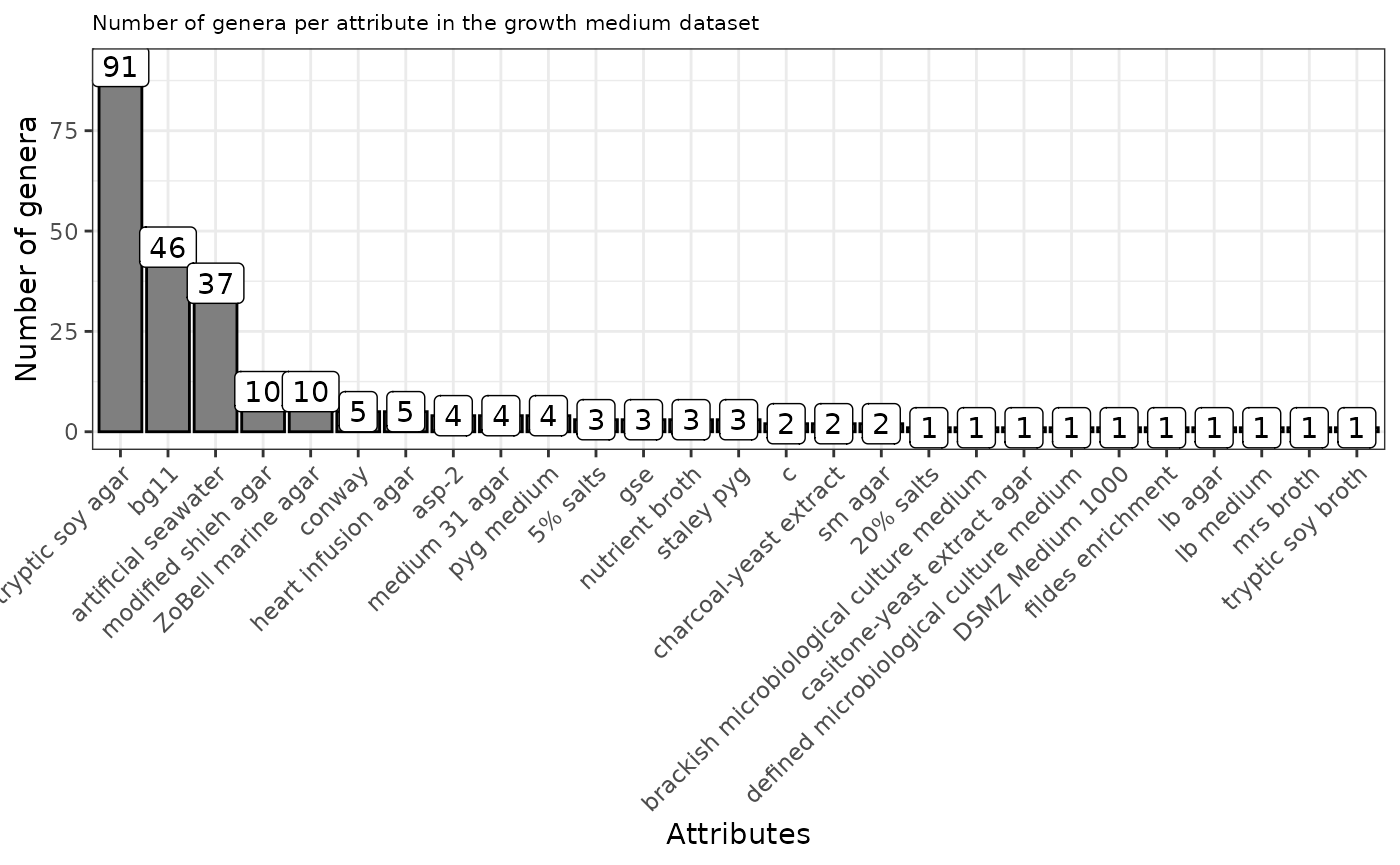 Number of genera per attribute in the growth medium dataset
Number of genera
75
50
25
0
91
46
37
10
10
5
5
4
4
4
3
3
3
3
2
2
2
1
1
1
1
1
1
1
1
1
1
tryptic soy agar
bg11
artificial seawater
modified shieh agar
ZoBell marine agar
conway
heart infusion agar
asp-2
medium 31 agar
pyg medium
5% salts
gse
nutrient broth
staley pyg
c
charcoal-yeast extract
sm agar
20% salts
brackish microbiological culture medium
casitone-yeast extract agar
defined microbiological culture medium
DSMZ Medium 1000
fildes enrichment
lb agar
lb medium
mrs broth
tryptic soy broth
Attributes